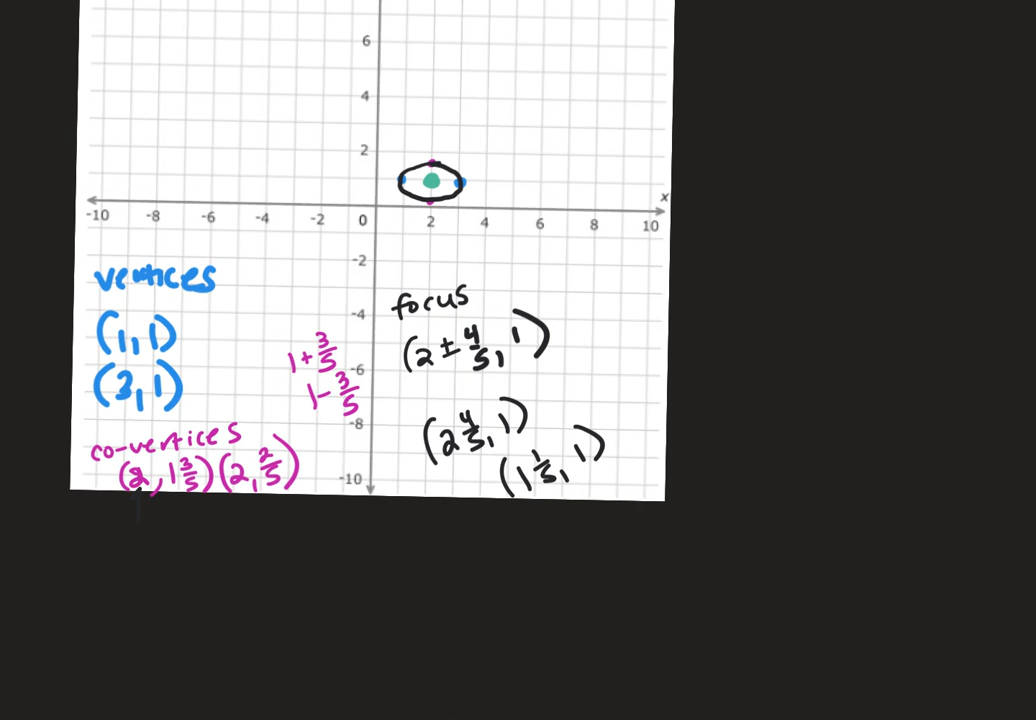 6
4
2
x
-10 -8 -6 -4 -2 0 2 4 6 8 10
-2
-4
-6
-8
-10
vertices
(1,1)
(3,1)
co-vertices
(2, 1 3/5) (2, 2/5)
1 + 3/5
1 - 3/5
focus
(2 ± 4/5, 1)
(2 4/5, 1)
(1 1/5, 1)